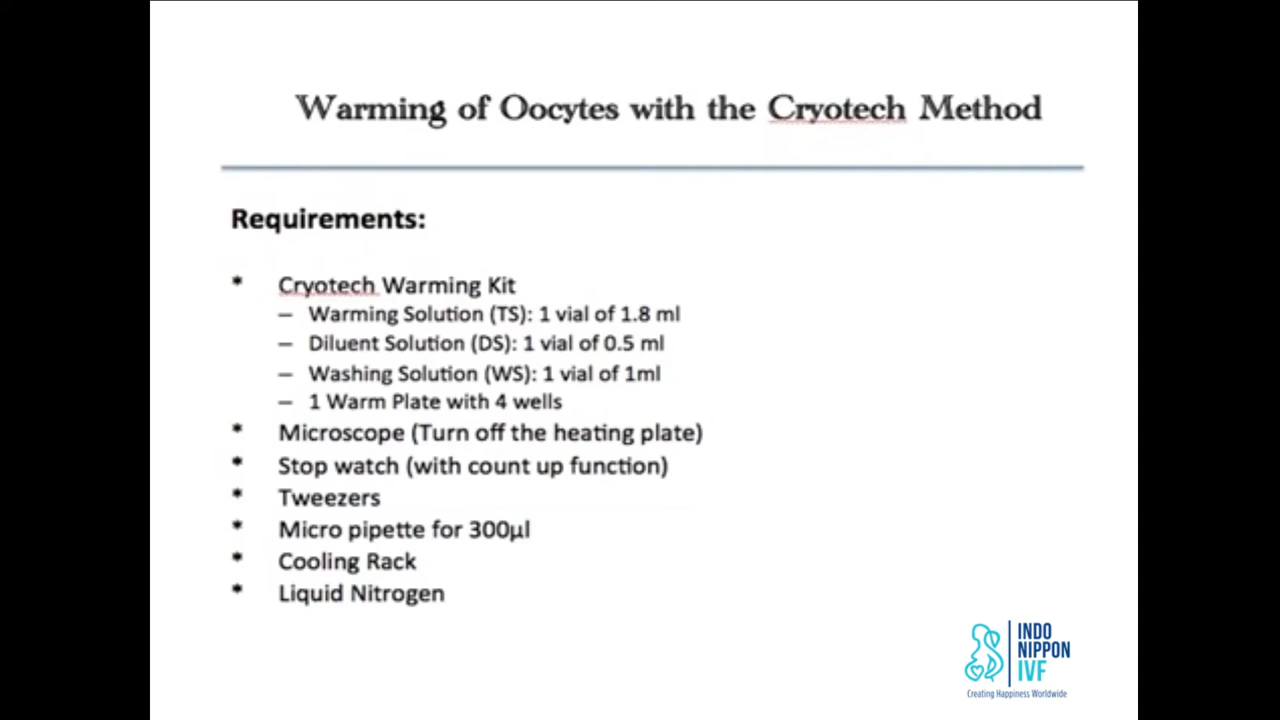 Warming of Oocytes with the Cryotech Method
Requirements:
* Cryotech Warming Kit
– Warming Solution (TS): 1 vial of 1.8 ml
– Diluent Solution (DS): 1 vial of 0.5 ml
– Washing Solution (WS): 1 vial of 1ml
– 1 Warm Plate with 4 wells
* Microscope (Turn off the heating plate)
* Stop watch (with count up function)
* Tweezers
* Micro pipette for 300µl
* Cooling Rack
* Liquid Nitrogen
INDO
NIPPON
IVF
Creating Happiness Worldwide